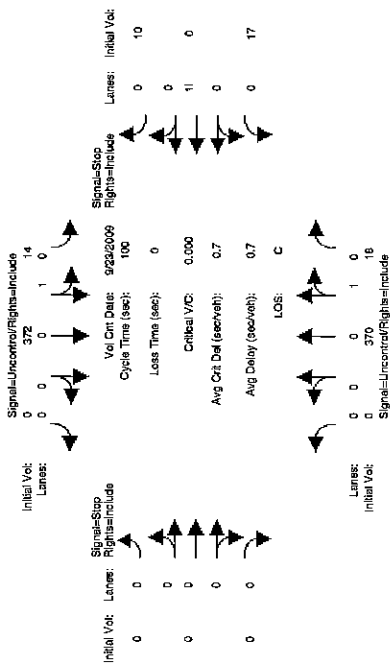 Signal=Uncontrol/Rights=Include
Initial Vol: 0 372 14
Lanes: 0 0 1 0
Signal=Stop
Rights=Include
Initial Vol: Lanes:
0 0
0
0 0
0
0 0
Vol Cnt Date: 9/23/2009
Cycle Time (sec): 100
Loss Time (sec): 0
Critical V/C: 0.000
Avg Crit Del (sec/veh): 0.7
Avg Delay (sec/veh): 0.7
LOS: C
Signal=Stop
Rights=Include
Lanes: Initial Vol:
0 10
0
1! 0
0
0 17
Lanes: 0 0 1 0
Initial Vol: 0 370 18
Signal=Uncontrol/Rights=Include